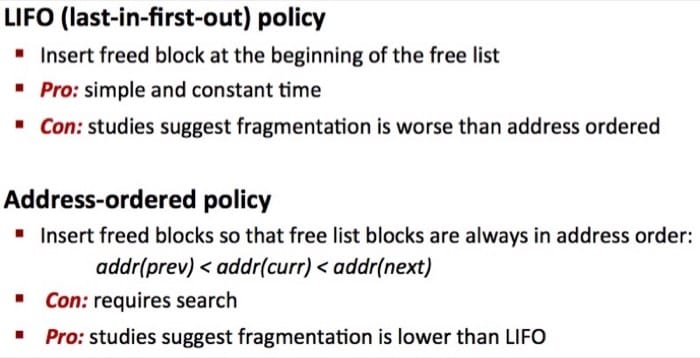 LIFO (last-in-first-out) policy
▪ Insert freed block at the beginning of the free list
▪ Pro: simple and constant time
▪ Con: studies suggest fragmentation is worse than address ordered
Address-ordered policy
▪ Insert freed blocks so that free list blocks are always in address order:
addr(prev) < addr(curr) < addr(next)
▪ Con: requires search
▪ Pro: studies suggest fragmentation is lower than LIFO